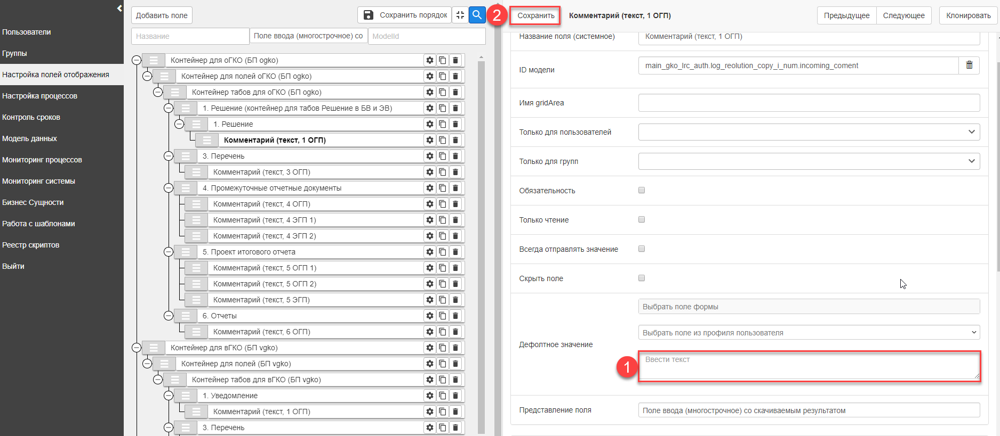 Пользователи
Группы
Настройка полей отображения
Настройка процессов
Контроль сроков
Модель данных
Мониторинг процессов
Мониторинг системы
Бизнес Сущности
Работа с шаблонами
Реестр скриптов
Выйти
Добавить поле
Сохранить порядок
Название
Поле ввода (многострочное) со
ModelId
Контейнер для оГКО (БП ogko)
Контейнер для полей оГКО (БП ogko)
Контейнер табов для оГКО (БП ogko)
1. Решение (контейнер для табов Решение в БВ и ЭВ)
1. Решение
Комментарий (текст, 1 ОГП)
3. Перечень
Комментарий (текст, 3 ОГП)
4. Промежуточные отчетные документы
Комментарий (текст, 4 ОГП)
Комментарий (текст, 4 ЭГП 1)
Комментарий (текст, 4 ЭГП 2)
5. Проект итогового отчета
Комментарий (текст, 5 ОГП 1)
Комментарий (текст, 5 ОГП 2)
Комментарий (текст, 5 ЭГП)
6. Отчеты
Комментарий (текст, 6 ОГП)
Контейнер для вГКО (БП vgko)
Контейнер для полей (БП vgko)
Контейнер табов для вГКО (БП vgko)
1. Уведомление
Комментарий (текст, 1 ОГП)
3. Перечень
2
Сохранить
Комментарий (текст, 1 ОГП)
Предыдущее
Следующее
Клонировать
Название поля (системное)
Комментарий (текст, 1 ОГП)
ID модели
main_gko_lrc_auth.log_reolution_copy_i_num.incoming_coment
Имя gridArea
Только для пользователей
Только для групп
Обязательность
Только чтение
Всегда отправлять значение
Скрыть поле
Выбрать поле формы
Выбрать поле из профиля пользователя
Дефолтное значение
1
Ввести текст
Представление поля
Поле ввода (многострочное) со скачиваемым результатом